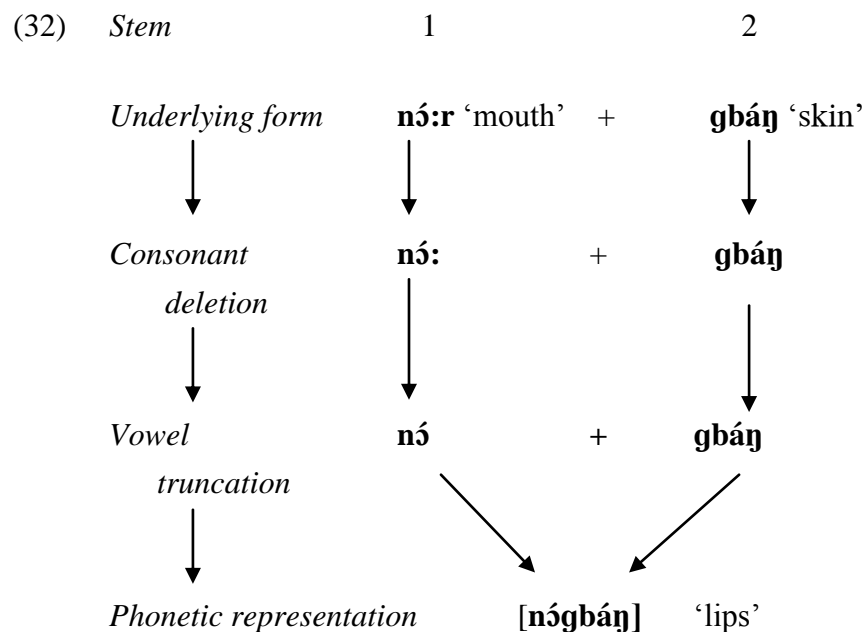 (32) Stem 1 2
Underlying form nɔ́:r ‘mouth’ + gbáŋ ‘skin’
Consonant nɔ́: + gbáŋ
deletion
Vowel nɔ́ + gbáŋ
truncation
Phonetic representation [nɔ́gbáŋ] ‘lips’